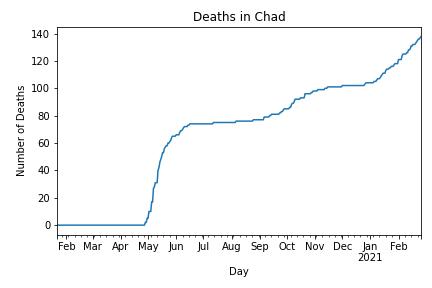 Deaths in Chad
140
120
100
80
60
40
20
0
Number of Deaths
Feb Mar Apr May Jun Jul Aug Sep Oct Nov Dec Jan Feb
2021
Day